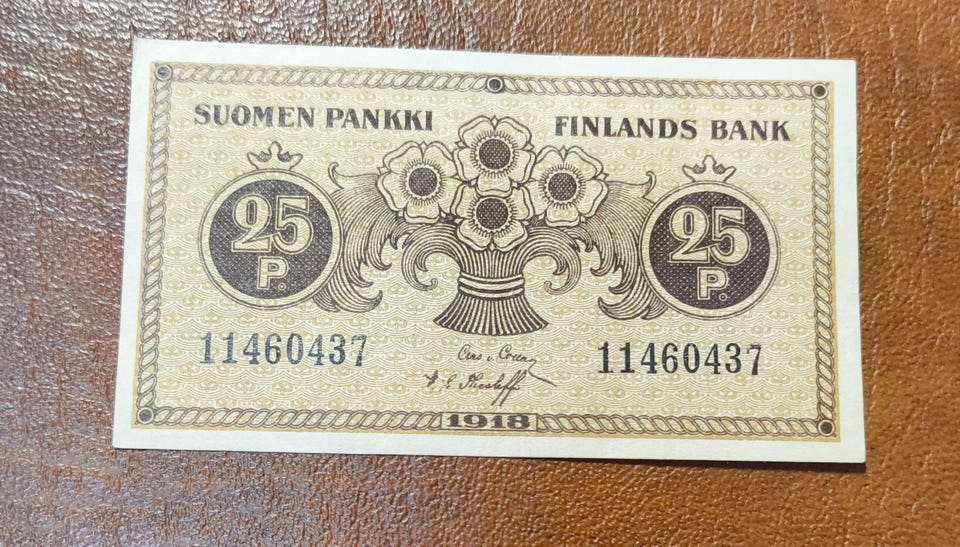 SUOMEN PANKKI FINLANDS BANK
25 P. 25 P.
11460437 11460437
1918